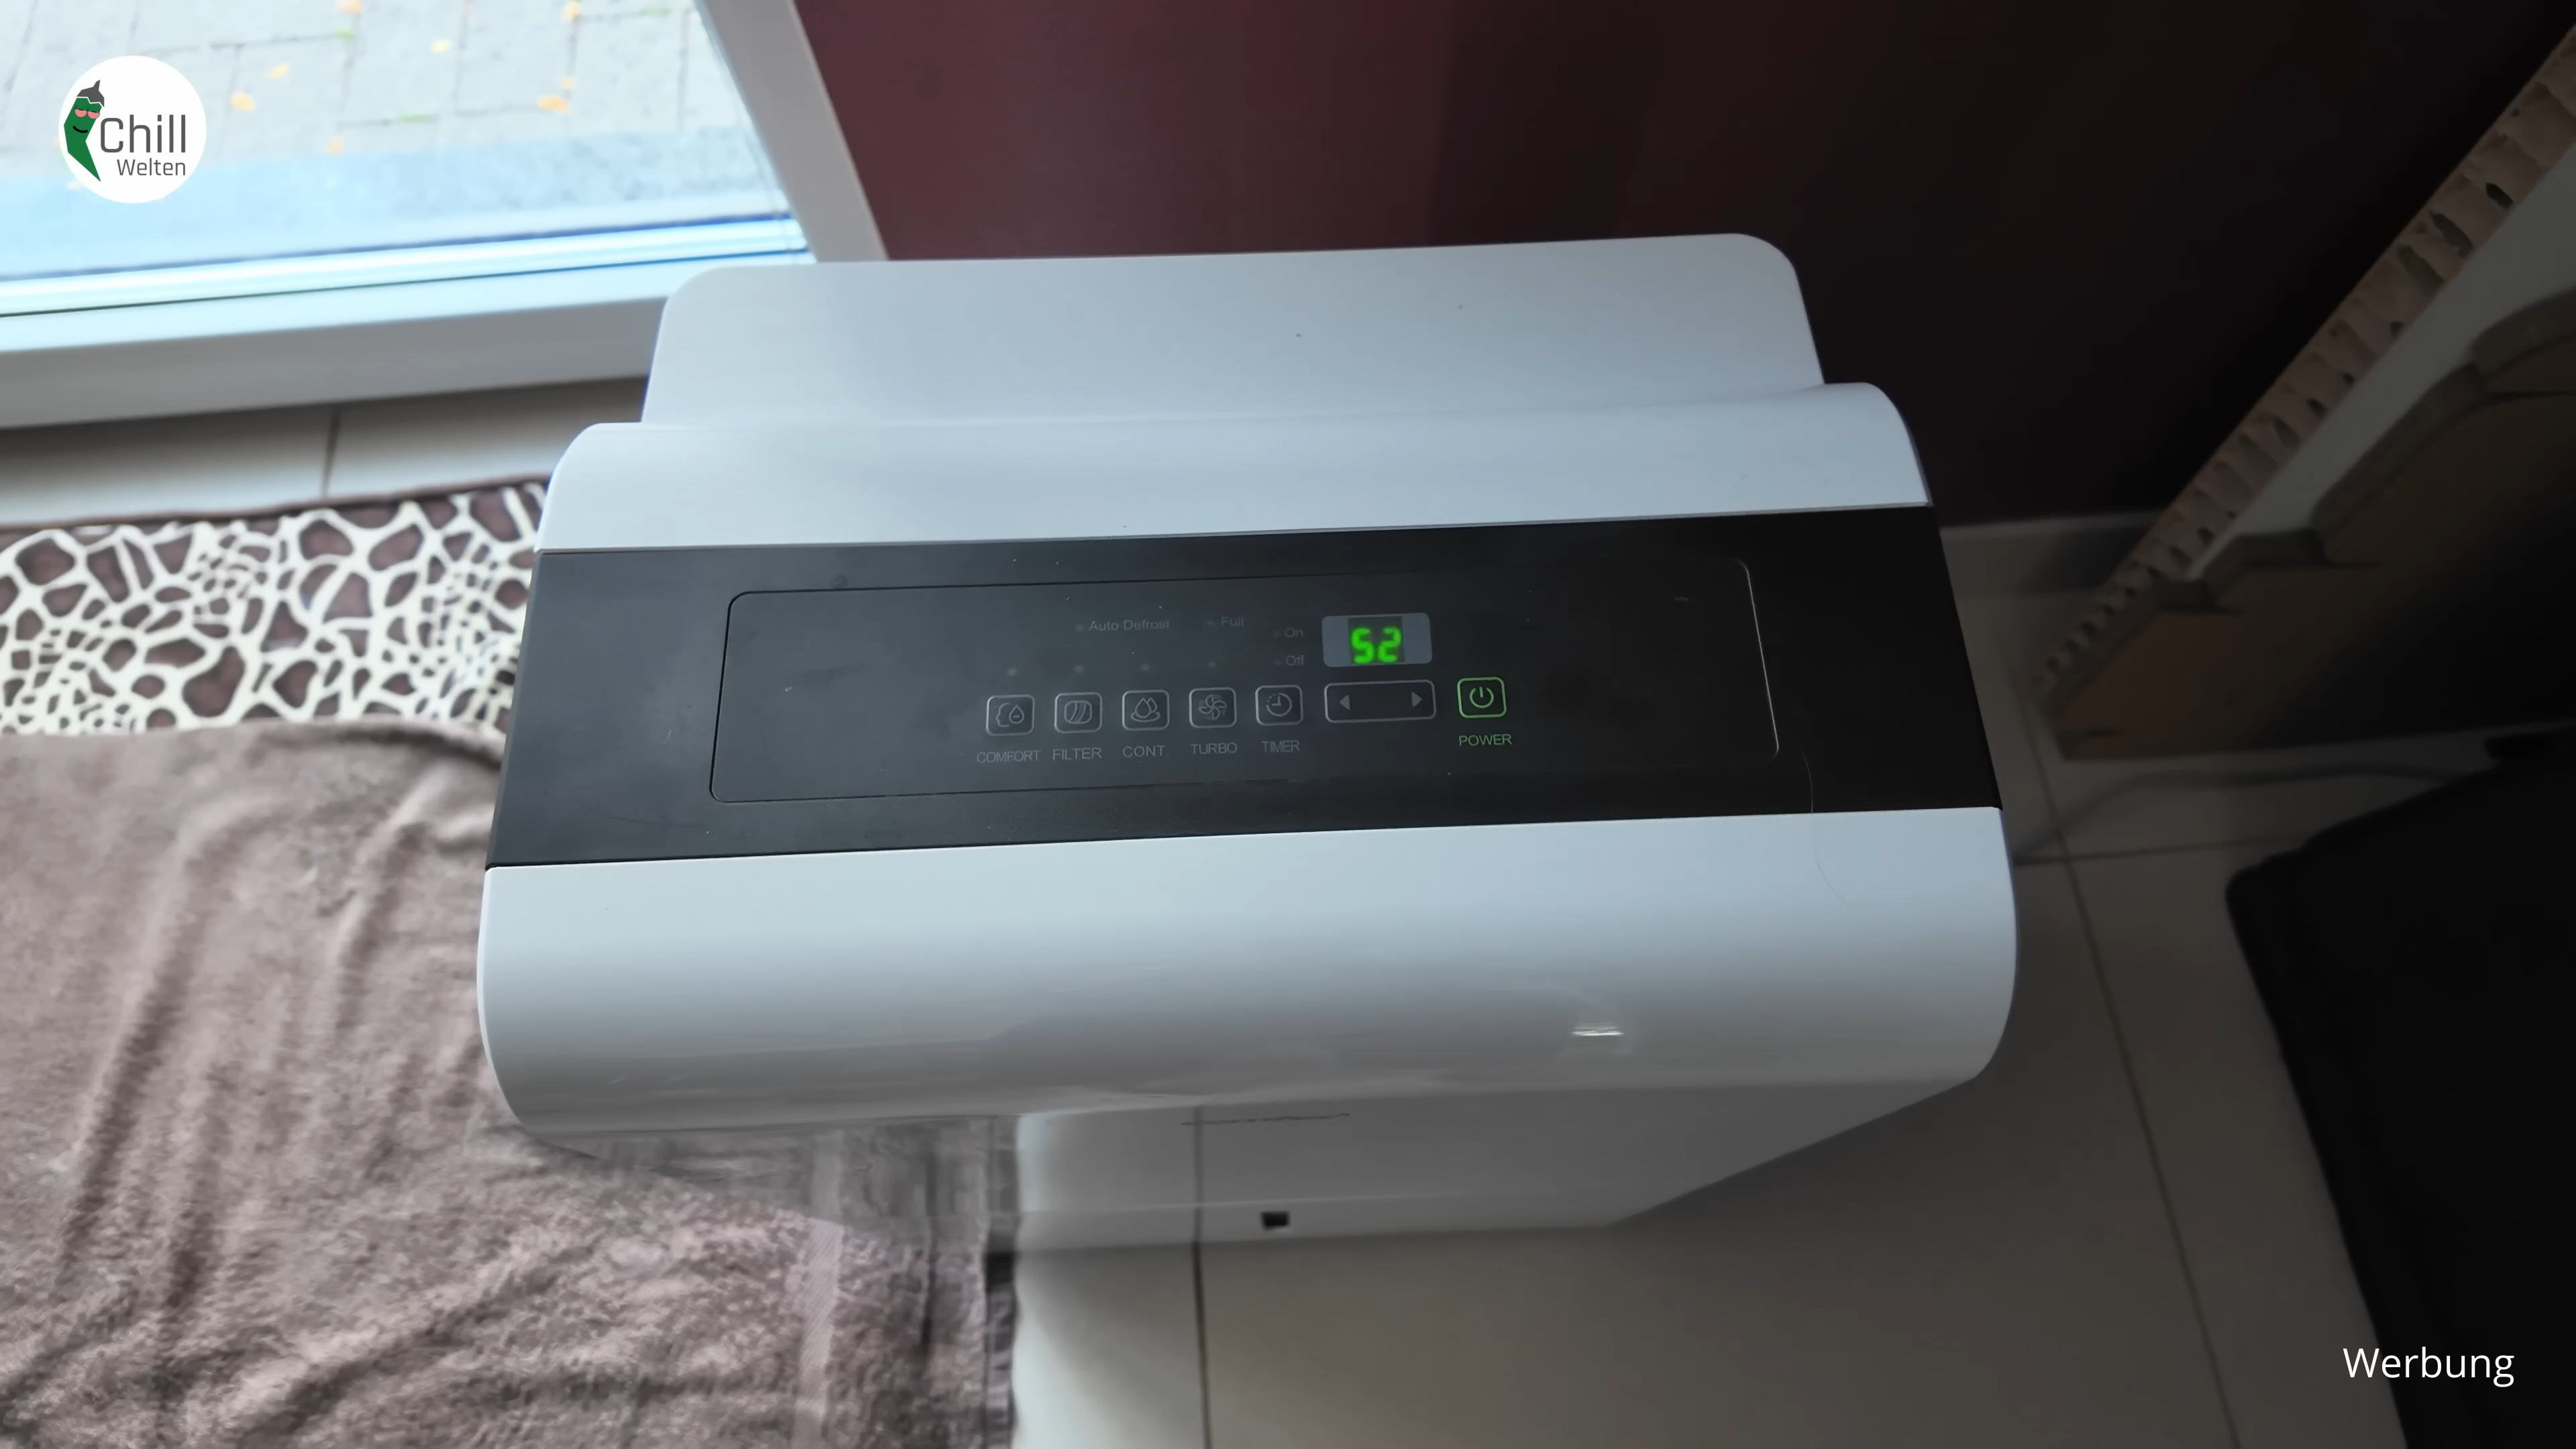 Chill
Welten
Auto Defrost
Full
On
Off
52
COMFORT
FILTER
CONT
TURBO
TIMER
POWER
Werbung